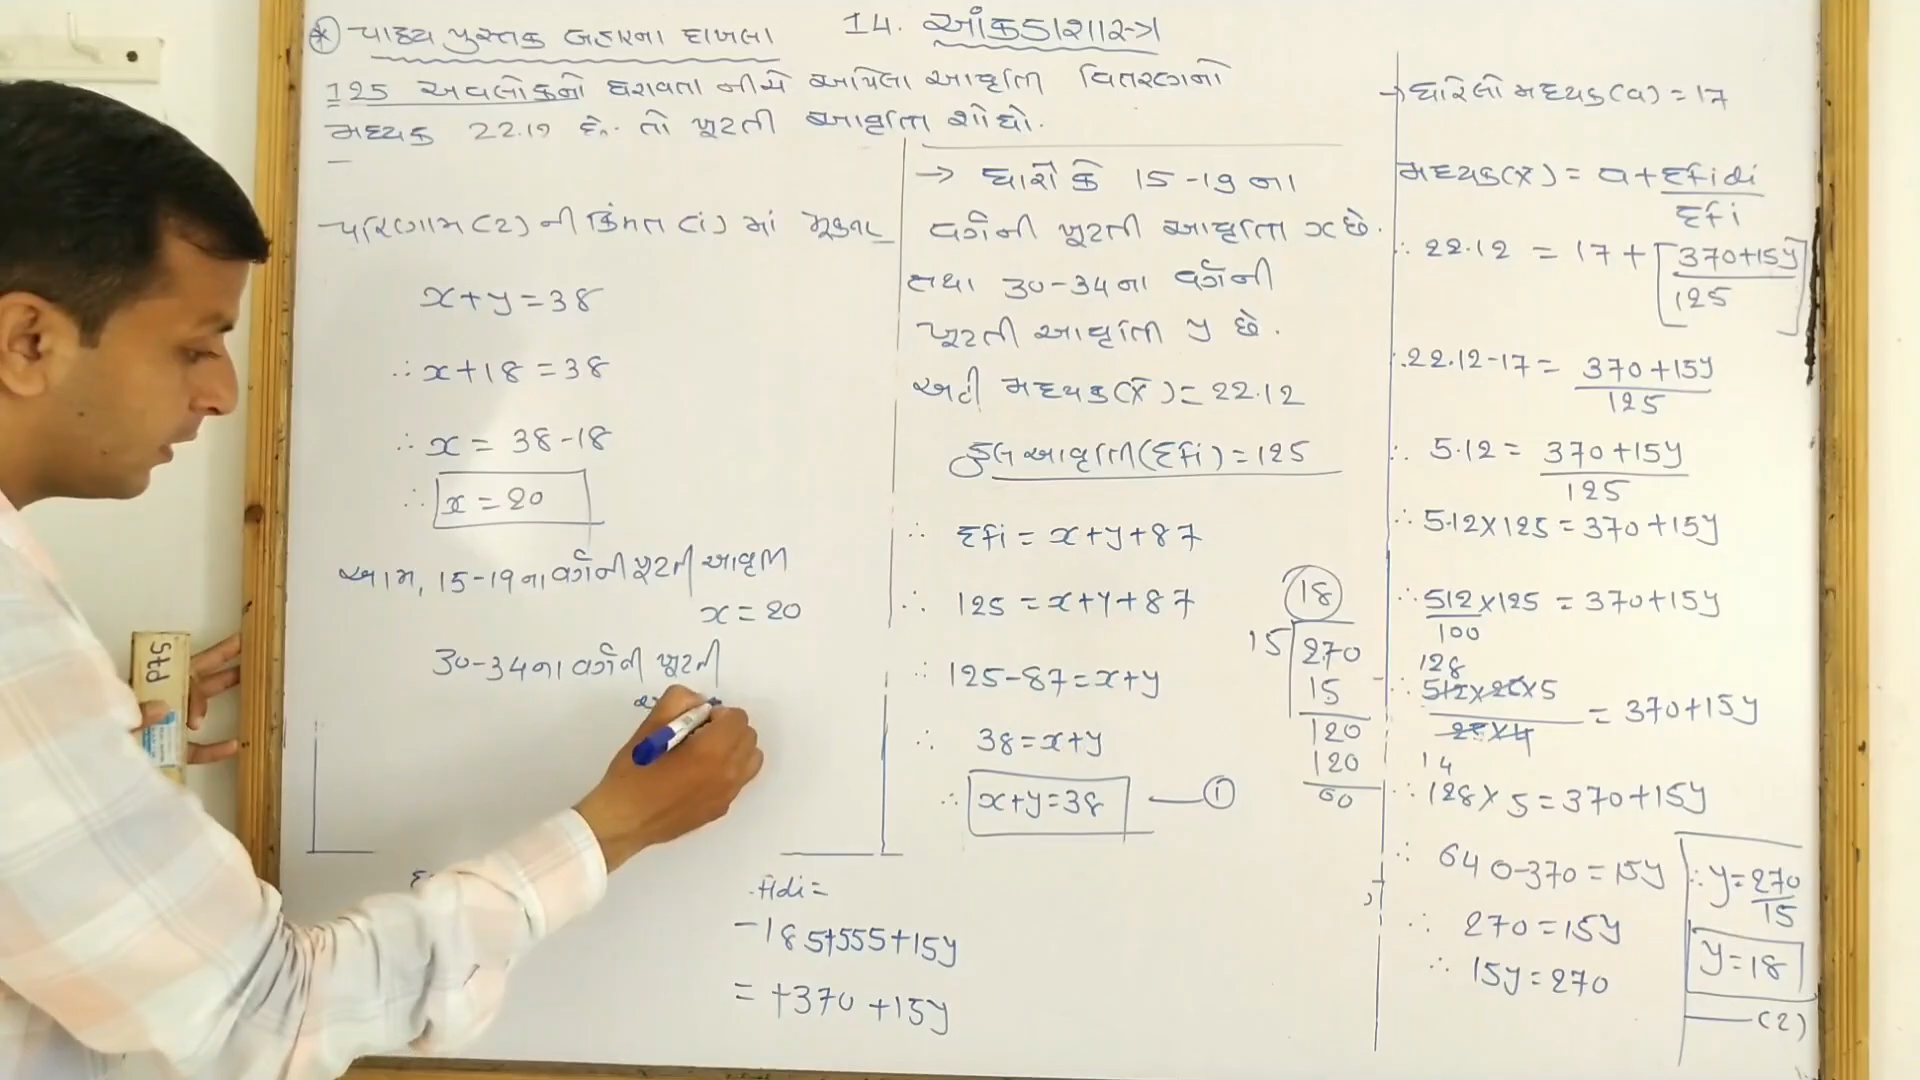 * પાઠ્ય પુસ્તક બહારના દાખલા
14. આંકડાશાસ્ત્ર
125 અવલોકનો ધરાવતા નીચે આપેલા આવૃત્તિ વિતરણનો
મધ્યક 22.12 છે. તો ખૂટતી આવૃત્તિ શોધો.
પરિણામ (2) ની કિંમત (i) માં મૂકતાં
x+y=38
∴ x+18=38
∴ x = 38-18
∴ x = 20
આમ, 15-19 ના વર્ગની ખૂટતી આવૃત્તિ
x = 20
30-34 ના વર્ગની ખૂટતી
fidi =
-185+555+15y
= +370+15y
→ ધારો કે 15-19 ના
વર્ગની ખૂટતી આવૃત્તિ x છે.
તથા 30-34 ના વર્ગની
ખૂટતી આવૃત્તિ y છે.
અહીં મધ્યક(x̄) = 22.12
કુલ આવૃત્તિ(Σfi) = 125
∴ Σfi = x+y+87
∴ 125 = x+y+87
∴ 125-87=x+y
∴ 38=x+y
∴ x+y=38 — (i)
18
15 270
15
120
120
00
→ ધારેલો મધ્યક(a) = 17
મધ્યક(x̄) = a+Σfidi
Σfi
∴ 22.12 = 17+[370+15y
125]
∴ 22.12-17= 370+15y
125
∴ 5.12= 370+15y
125
∴ 5.12×125=370+15y
∴ 512×125 = 370+15y
100
128
∴ 512×25×5 = 370+15y
25×4
1 4
∴ 128×5=370+15y
∴ 640-370=15y
∴ 270=15y
∴ 15y=270
∴ y=270
15
y=18
— (2)
STD